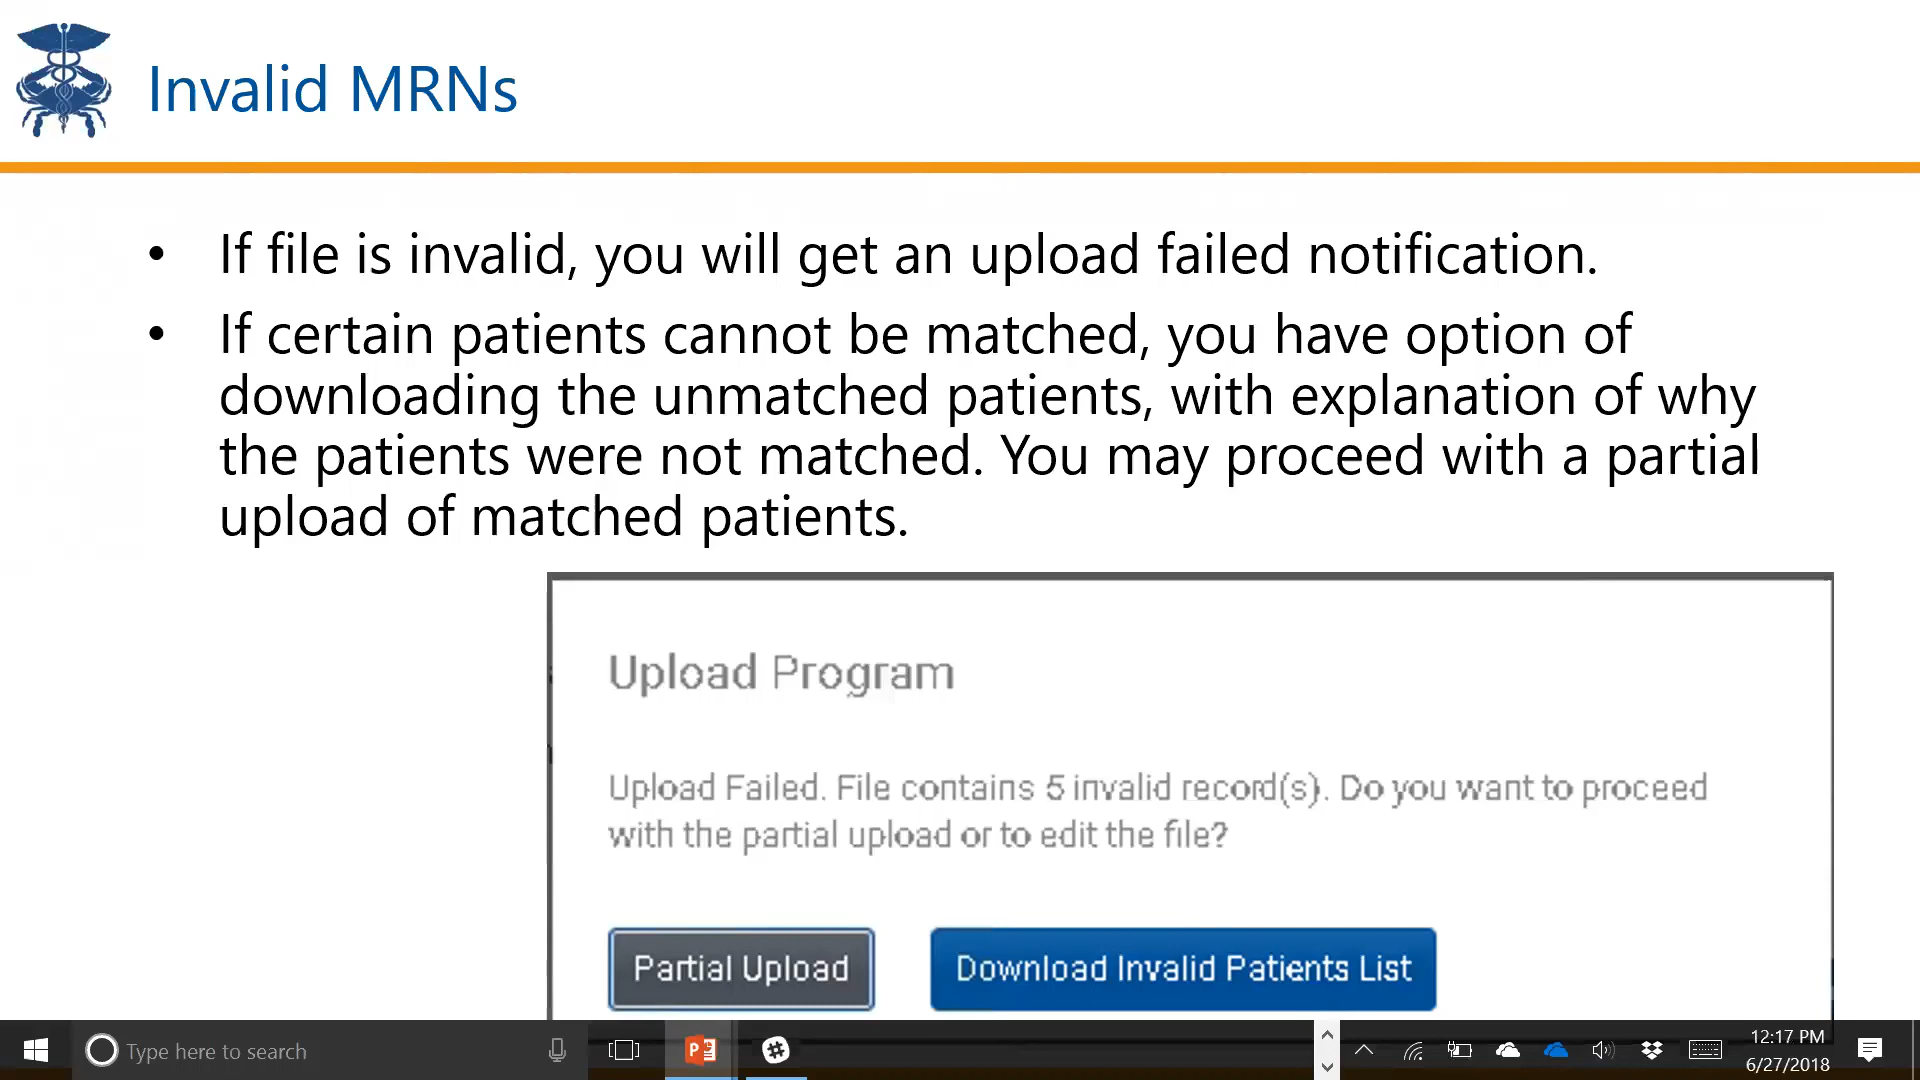 Invalid MRNs
• If file is invalid, you will get an upload failed notification.
• If certain patients cannot be matched, you have option of
downloading the unmatched patients, with explanation of why
the patients were not matched. You may proceed with a partial
upload of matched patients.
Upload Program
Upload Failed. File contains 5 invalid record(s). Do you want to proceed
with the partial upload or to edit the file?
Partial Upload
Download Invalid Patients List
Type here to search
12:17 PM
6/27/2018